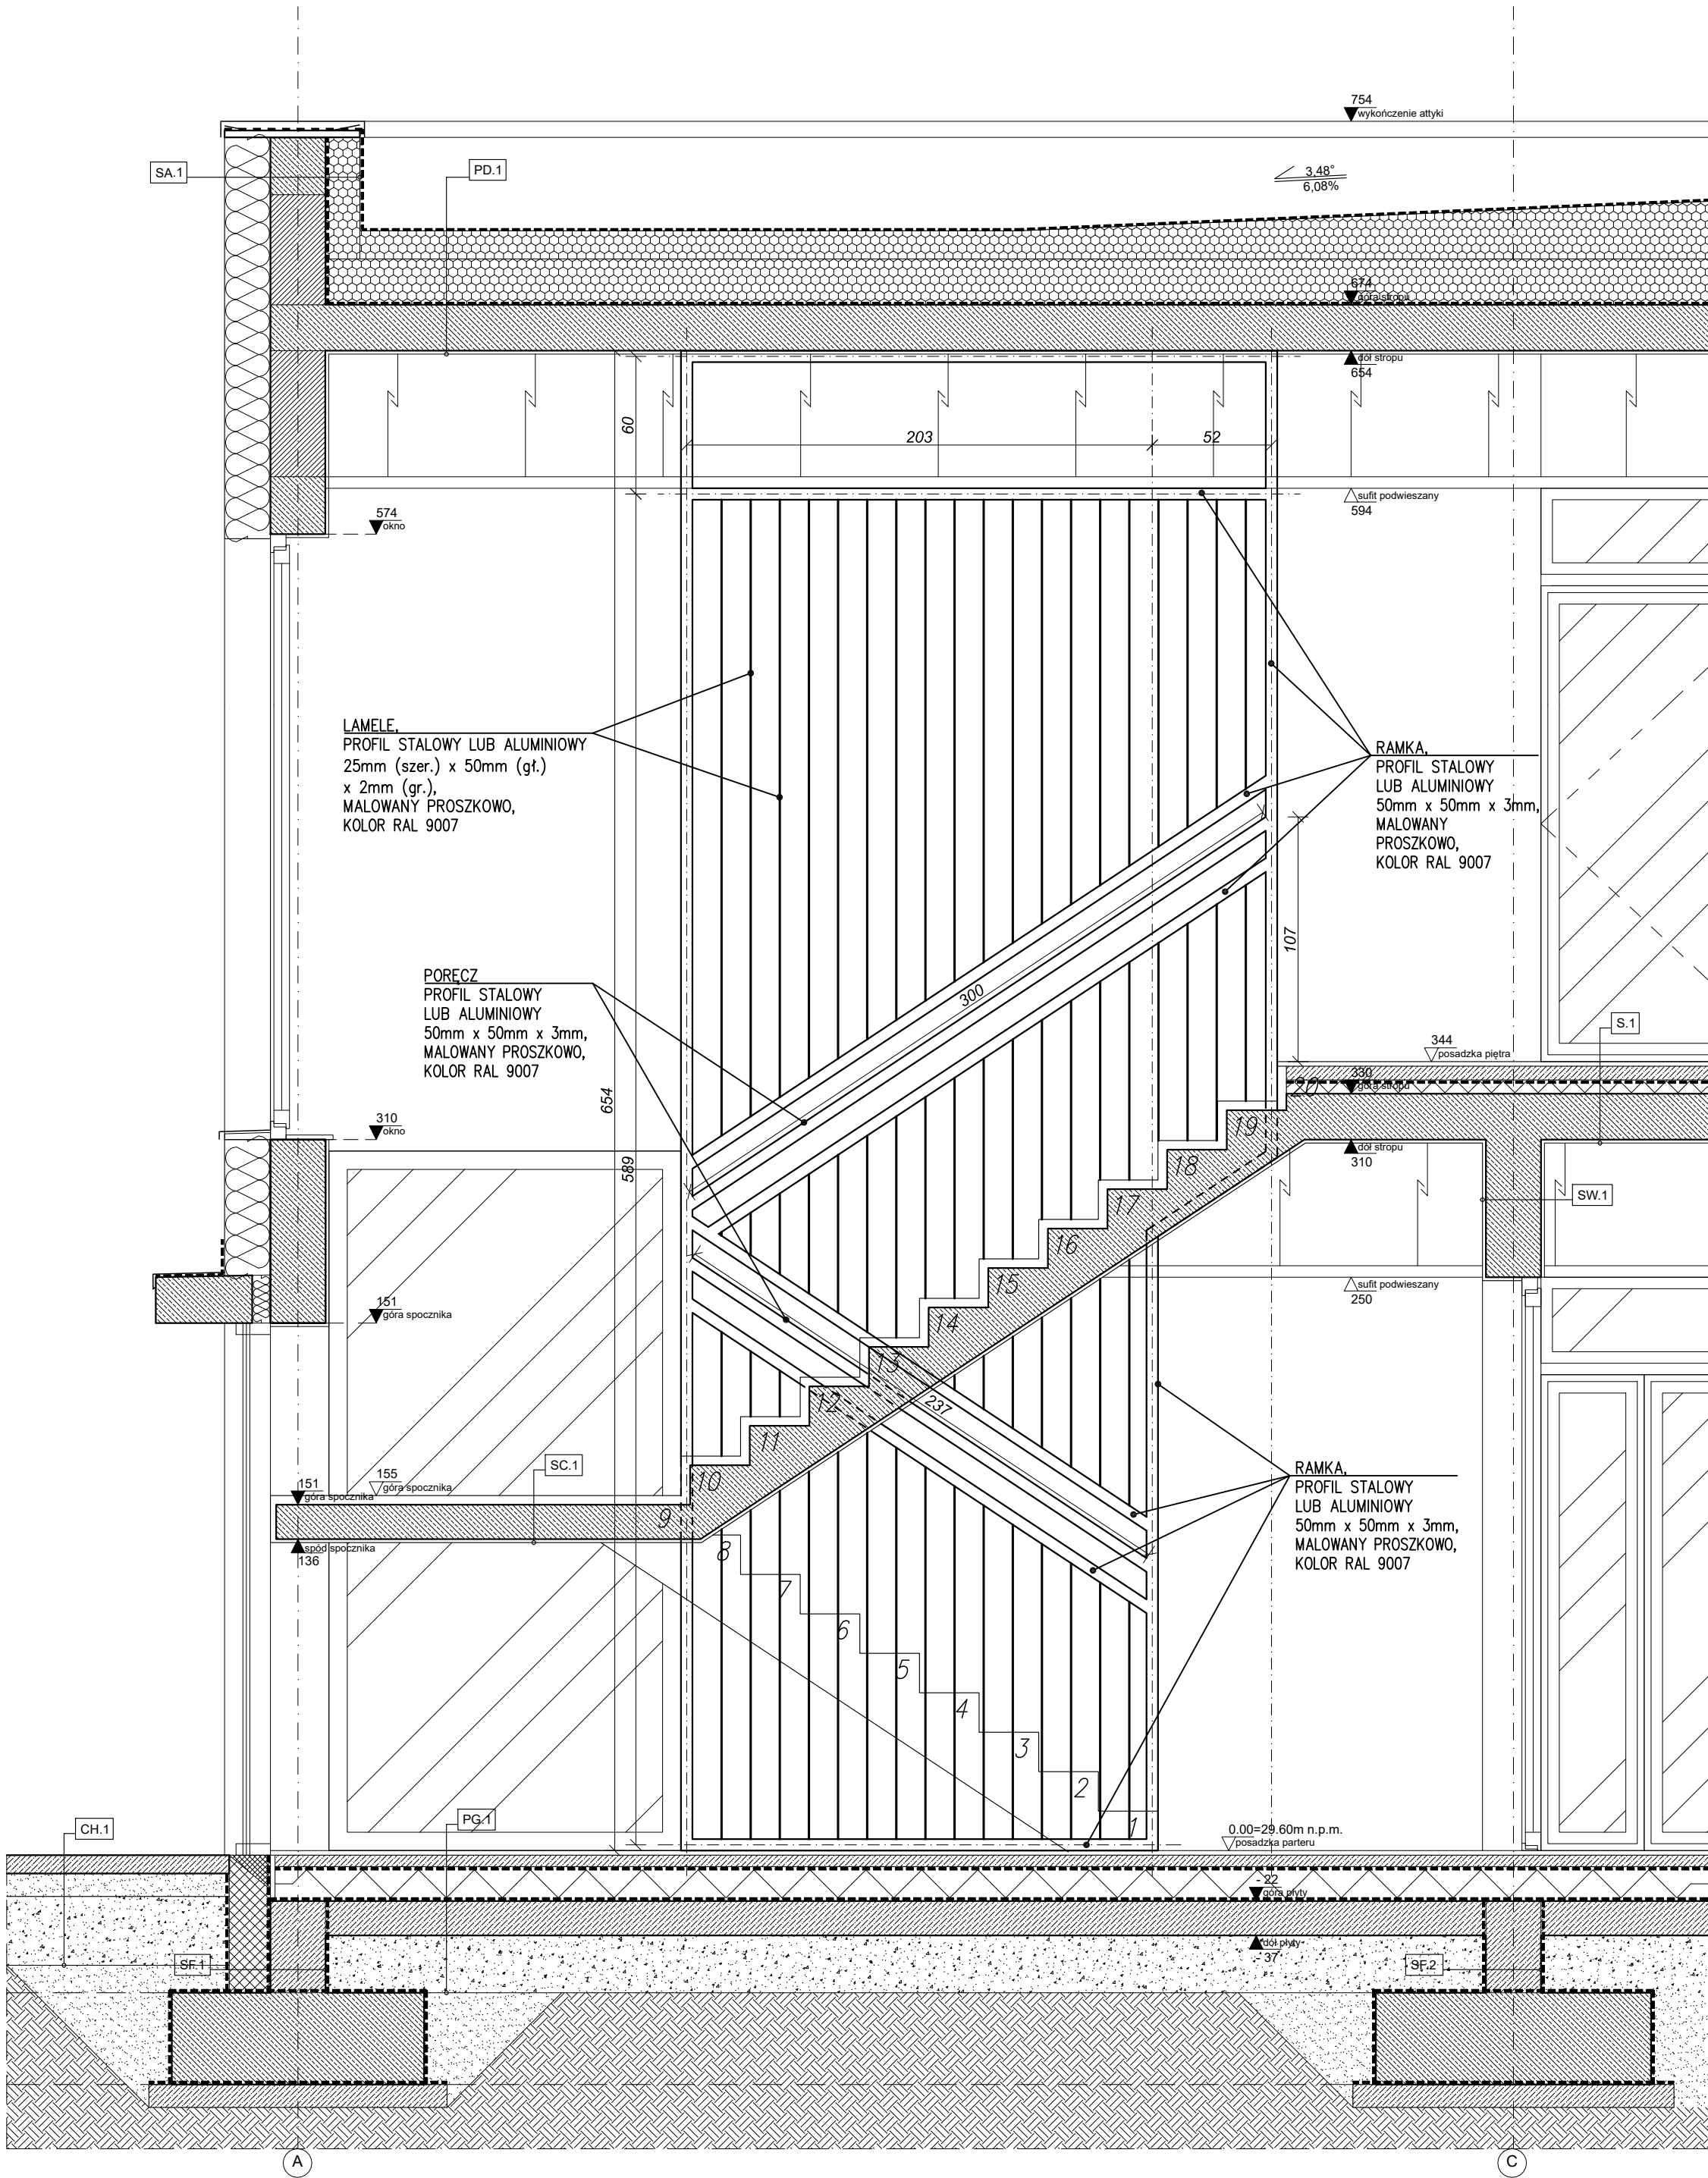 754
wykończenie attyki
SA.1
PD.1
3,48°
6,08%
674
góra stropu
dół stropu
654
60
203
52
574
okno
sufit podwieszany
594
LAMELE,
PROFIL STALOWY LUB ALUMINIOWY
25mm (szer.) x 50mm (gł.)
x 2mm (gr.),
MALOWANY PROSZKOWO,
KOLOR RAL 9007
RAMKA,
PROFIL STALOWY
LUB ALUMINIOWY
50mm x 50mm x 3mm,
MALOWANY
PROSZKOWO,
KOLOR RAL 9007
107
PORĘCZ
PROFIL STALOWY
LUB ALUMINIOWY
50mm x 50mm x 3mm,
MALOWANY PROSZKOWO,
KOLOR RAL 9007
300
S.1
344
posadzka piętra
330
góra stropu
654
589
310
okno
20
19
18
17
16
15
14
13
12
11
10
9
8
7
6
5
4
3
2
1
dół stropu
310
SW.1
sufit podwieszany
250
151
góra spocznika
237
SC.1
151
góra spocznika
155
góra spocznika
spód spocznika
136
RAMKA,
PROFIL STALOWY
LUB ALUMINIOWY
50mm x 50mm x 3mm,
MALOWANY PROSZKOWO,
KOLOR RAL 9007
CH.1
PG.1
0.00=29.60m n.p.m.
posadzka parteru
- 22
góra płyty
dół płyty
- 37
SF.1
SF.2
A
C